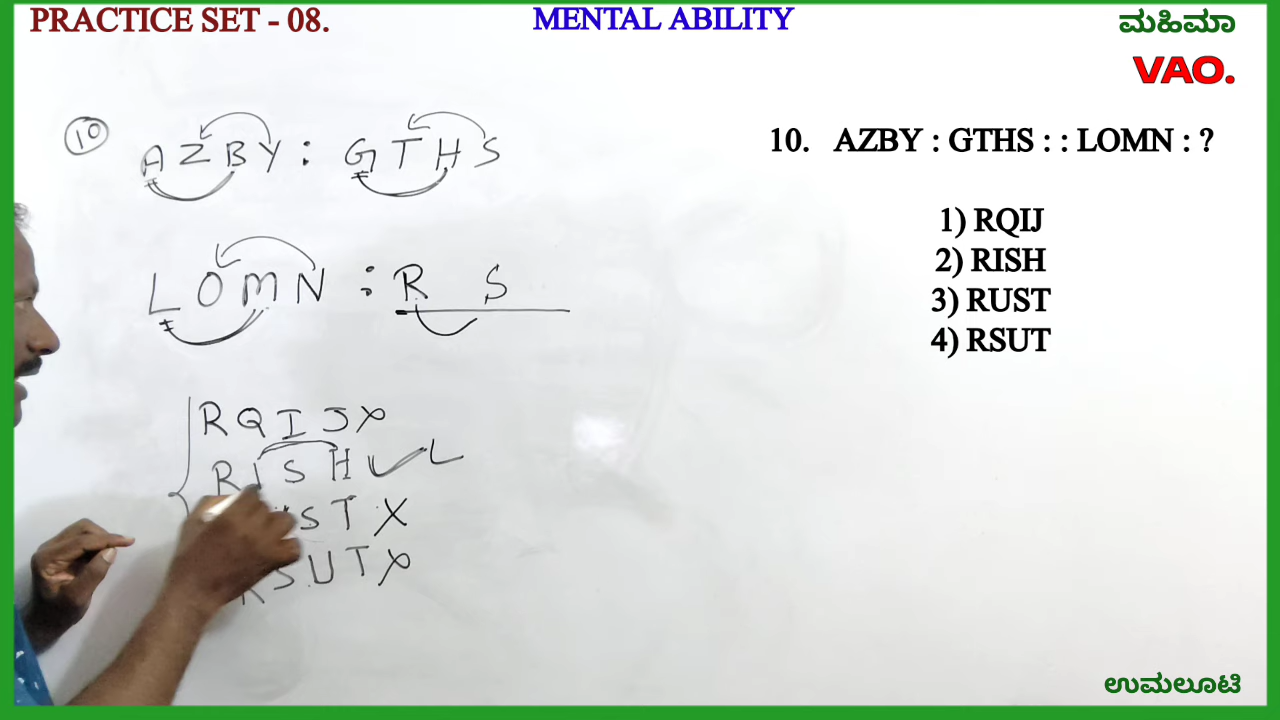 PRACTICE SET - 08.
MENTAL ABILITY
ಮಹಿಮಾ
VAO.
10. AZBY : GTHS : : LOMN : ?
1) RQIJ
2) RISH
3) RUST
4) RSUT
10 AZBY : GTHS
LOMN : R S
RQIJ X
RISH ✓
ST X
SUT X
ಉಮಲೂಟಿ